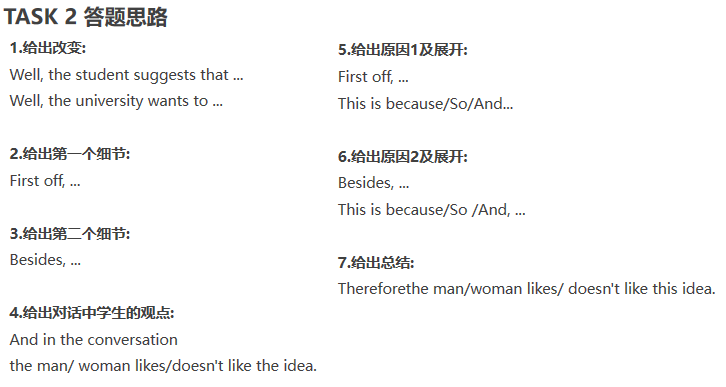 TASK 2 答题思路
1.给出改变:
Well, the student suggests that ...
Well, the university wants to ...
2.给出第一个细节:
First off, ...
3.给出第二个细节:
Besides, ...
4.给出对话中学生的观点:
And in the conversation
the man/ woman likes/doesn't like the idea.
5.给出原因1及展开:
First off, ...
This is because/So/And...
6.给出原因2及展开:
Besides, ...
This is because/So /And, ...
7.给出总结:
Thereforethe man/woman likes/ doesn't like this idea.